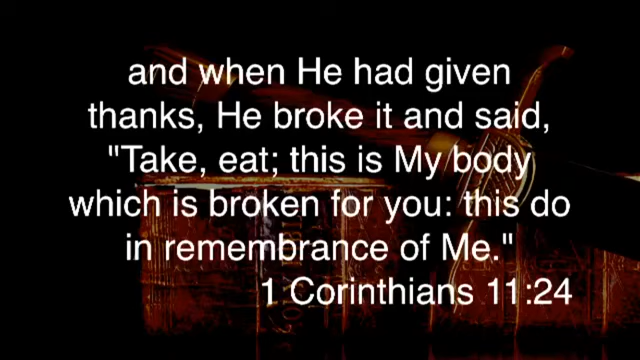 and when He had given
thanks, He broke it and said,
"Take, eat; this is My body
which is broken for you: this do
in remembrance of Me."
1 Corinthians 11:24